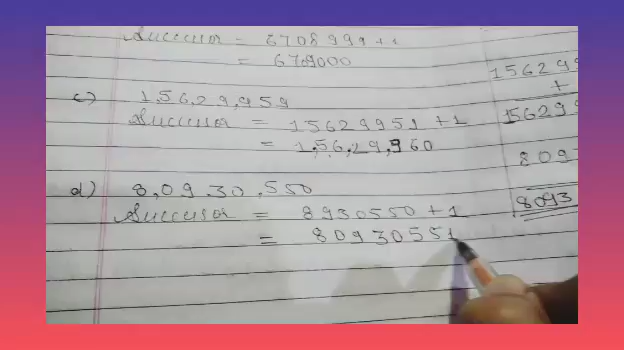 Successor = 6708999+1
= 6709000
c) 1,56,29,959
Successor = 15629959 +1
= 1,56,29,960
d) 8,09,30,550
Successor = 8930550+1
= 80930551
15629
+
15629
809
8093